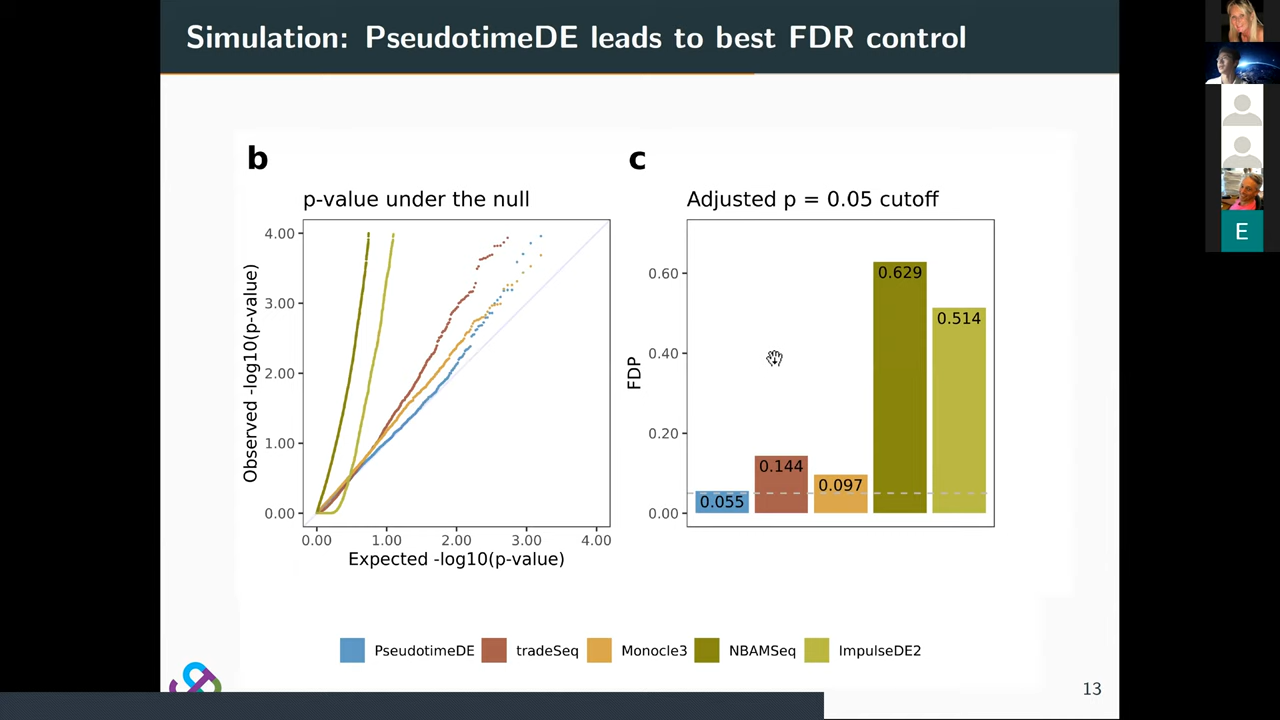 Simulation: PseudotimeDE leads to best FDR control
b
p-value under the null
Observed -log10(p-value)
4.00
3.00
2.00
1.00
0.00
0.00 1.00 2.00 3.00 4.00
Expected -log10(p-value)
c
Adjusted p = 0.05 cutoff
FDP
0.60
0.40
0.20
0.00
0.055
0.144
0.097
0.629
0.514
PseudotimeDE tradeSeq Monocle3 NBAMSeq ImpulseDE2
13
E